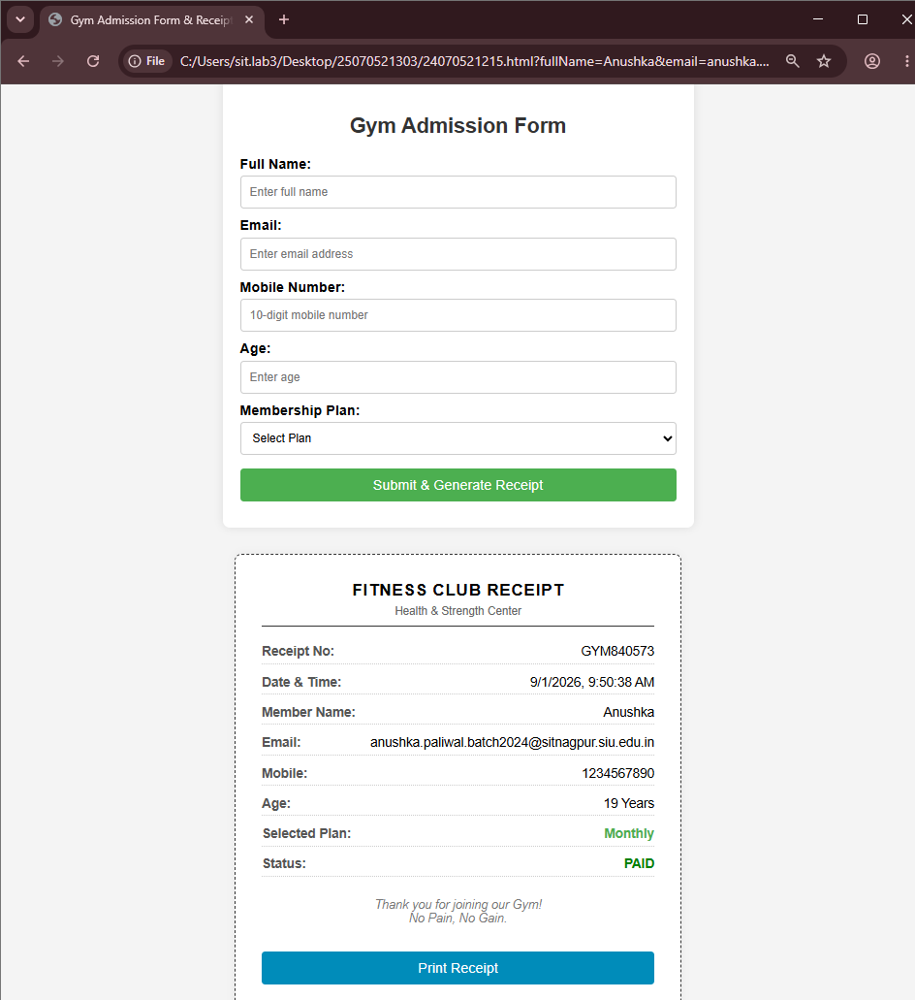 Gym Admission Form & Receipt
File
C:/Users/sit.lab3/Desktop/25070521303/24070521215.html?fullName=Anushka&email=anushka....
Gym Admission Form
Full Name:
Enter full name
Email:
Enter email address
Mobile Number:
10-digit mobile number
Age:
Enter age
Membership Plan:
Select Plan
Submit & Generate Receipt
FITNESS CLUB RECEIPT
Health & Strength Center
Receipt No: GYM840573
Date & Time: 9/1/2026, 9:50:38 AM
Member Name: Anushka
Email: anushka.paliwal.batch2024@sitnagpur.siu.edu.in
Mobile: 1234567890
Age: 19 Years
Selected Plan: Monthly
Status: PAID
Thank you for joining our Gym!
No Pain, No Gain.
Print Receipt